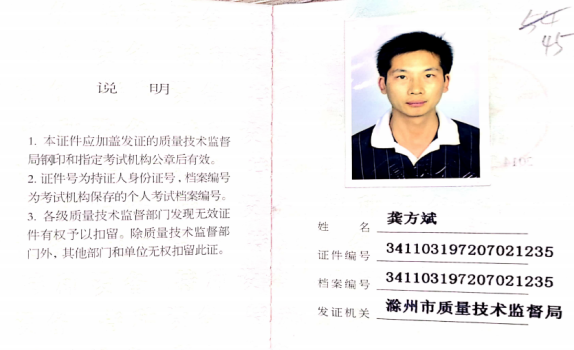 说 明
1. 本证件应加盖发证的质量技术监督
局钢印和指定考试机构公章后有效。
2. 证件号为持证人身份证号，档案编号
为考试机构保存的个人考试档案编号。
3. 各级质量技术监督部门发现无效证
件有权予以扣留。除质量技术监督部
门外，其他部门和单位无权扣留此证。
45
姓 名 龚方斌
证件编号 341103197207021235
档案编号 341103197207021235
发证机关 滁州市质量技术监督局